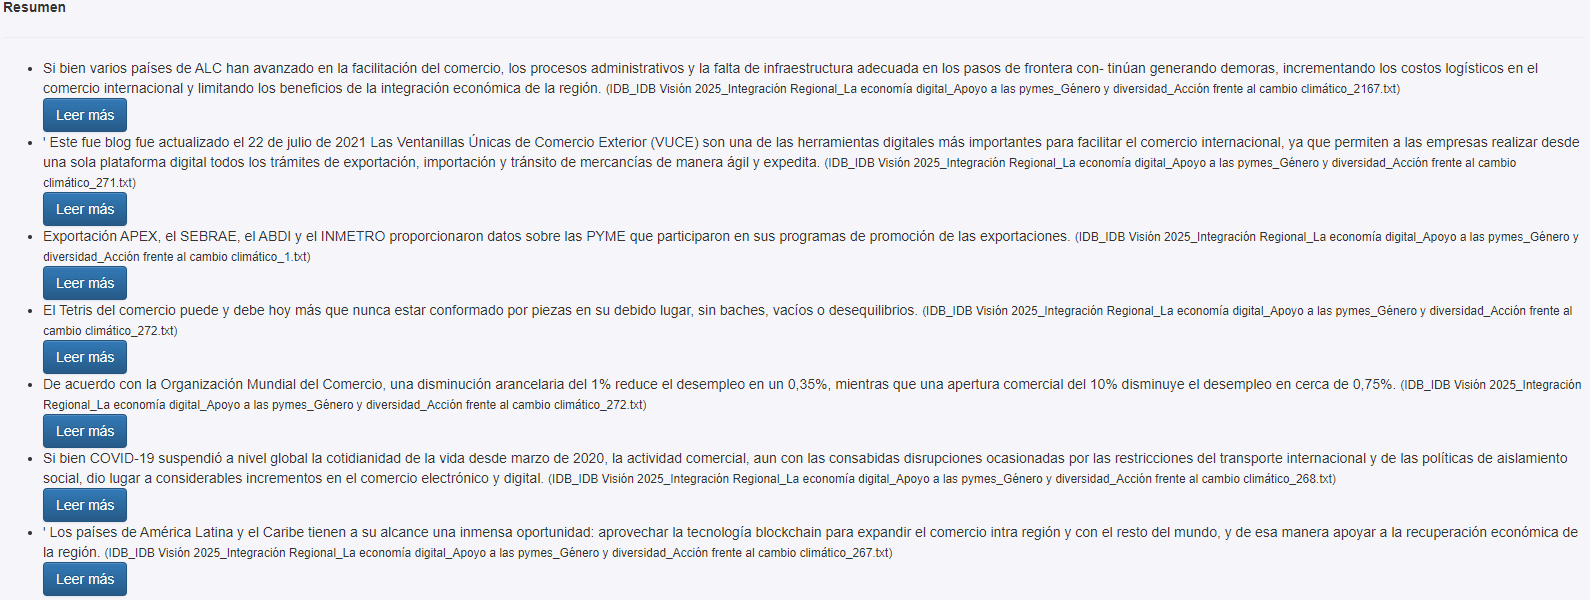 Resumen
• Si bien varios países de ALC han avanzado en la facilitación del comercio, los procesos administrativos y la falta de infraestructura adecuada en los pasos de frontera con- tinúan generando demoras, incrementando los costos logísticos en el
comercio internacional y limitando los beneficios de la integración económica de la región. (IDB_IDB Visión 2025_Integración Regional_La economía digital_Apoyo a las pymes_Género y diversidad_Acción frente al cambio climático_2167.txt)
Leer más
• ' Este fue blog fue actualizado el 22 de julio de 2021 Las Ventanillas Únicas de Comercio Exterior (VUCE) son una de las herramientas digitales más importantes para facilitar el comercio internacional, ya que permiten a las empresas realizar desde
una sola plataforma digital todos los trámites de exportación, importación y tránsito de mercancías de manera ágil y expedita. (IDB_IDB Visión 2025_Integración Regional_La economía digital_Apoyo a las pymes_Género y diversidad_Acción frente al cambio
climático_271.txt)
Leer más
• Exportación APEX, el SEBRAE, el ABDI y el INMETRO proporcionaron datos sobre las PYME que participaron en sus programas de promoción de las exportaciones. (IDB_IDB Visión 2025_Integración Regional_La economía digital_Apoyo a las pymes_Género y
diversidad_Acción frente al cambio climático_1.txt)
Leer más
• El Tetris del comercio puede y debe hoy más que nunca estar conformado por piezas en su debido lugar, sin baches, vacíos o desequilibrios. (IDB_IDB Visión 2025_Integración Regional_La economía digital_Apoyo a las pymes_Género y diversidad_Acción frente al
cambio climático_272.txt)
Leer más
• De acuerdo con la Organización Mundial del Comercio, una disminución arancelaria del 1% reduce el desempleo en un 0,35%, mientras que una apertura comercial del 10% disminuye el desempleo en cerca de 0,75%. (IDB_IDB Visión 2025_Integración
Regional_La economía digital_Apoyo a las pymes_Género y diversidad_Acción frente al cambio climático_272.txt)
Leer más
• Si bien COVID-19 suspendió a nivel global la cotidianidad de la vida desde marzo de 2020, la actividad comercial, aun con las consabidas disrupciones ocasionadas por las restricciones del transporte internacional y de las políticas de aislamiento
social, dio lugar a considerables incrementos en el comercio electrónico y digital. (IDB_IDB Visión 2025_Integración Regional_La economía digital_Apoyo a las pymes_Género y diversidad_Acción frente al cambio climático_268.txt)
Leer más
• ' Los países de América Latina y el Caribe tienen a su alcance una inmensa oportunidad: aprovechar la tecnología blockchain para expandir el comercio intra región y con el resto del mundo, y de esa manera apoyar a la recuperación económica de
la región. (IDB_IDB Visión 2025_Integración Regional_La economía digital_Apoyo a las pymes_Género y diversidad_Acción frente al cambio climático_267.txt)
Leer más